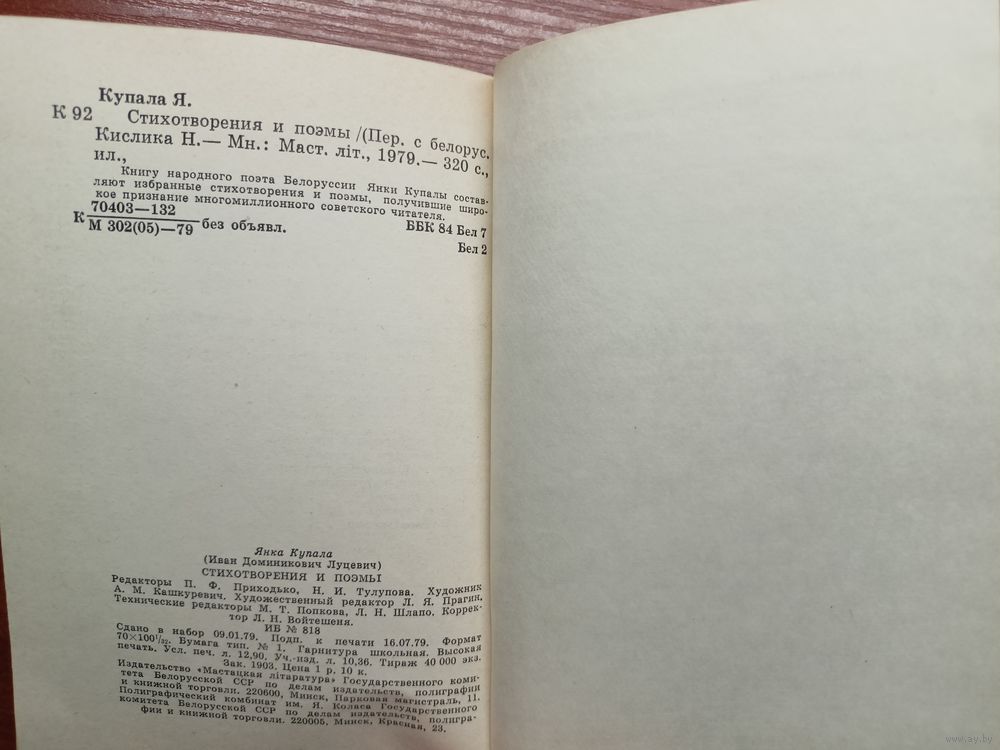 Купала Я.
К 92 Стихотворения и поэмы /(Пер. с белорус.
Кислика Н.— Мн.: Маст. літ., 1979.— 320 с.,
ил.,
Книгу народного поэта Белоруссии Янки Купалы состав-
ляют избранные стихотворения и поэмы, получившие широ-
кое признание многомиллионного советского читателя.
К 70403—132
М 302(05)—79 без объявл. ББК 84 Бел 7
Бел 2
Янка Купала
(Иван Доминикович Луцевич)
СТИХОТВОРЕНИЯ И ПОЭМЫ
Редакторы П. Ф. Приходько, Н. И. Тулупова. Художник
А. М. Кашкуревич. Художественный редактор Л. Я. Прагин.
Технические редакторы М. Т. Попкова, Л. Н. Шлапо. Коррек-
тор Л. Н. Войтешеня.
ИБ № 818
Сдано в набор 09.01.79. Подп. к печати 16.07.79. Формат
70×100¹/₃₂. Бумага тип. № 1. Гарнитура школьная. Высокая
печать. Усл. печ. л. 12,90, Уч.-изд. л. 10,36. Тираж 40 000 экз.
Зак. 1903. Цена 1 р. 10 к.
Издательство «Мастацкая літаратура» Государственного коми-
тета Белорусской ССР по делам издательств, полиграфии
и книжной торговли. 220600, Минск, Парковая магистраль, 11.
Полиграфический комбинат им. Я. Коласа Государственного
комитета Белорусской ССР по делам издательств, полигра-
фии и книжной торговли. 220005, Минск, Красная, 23.
www.ay.by